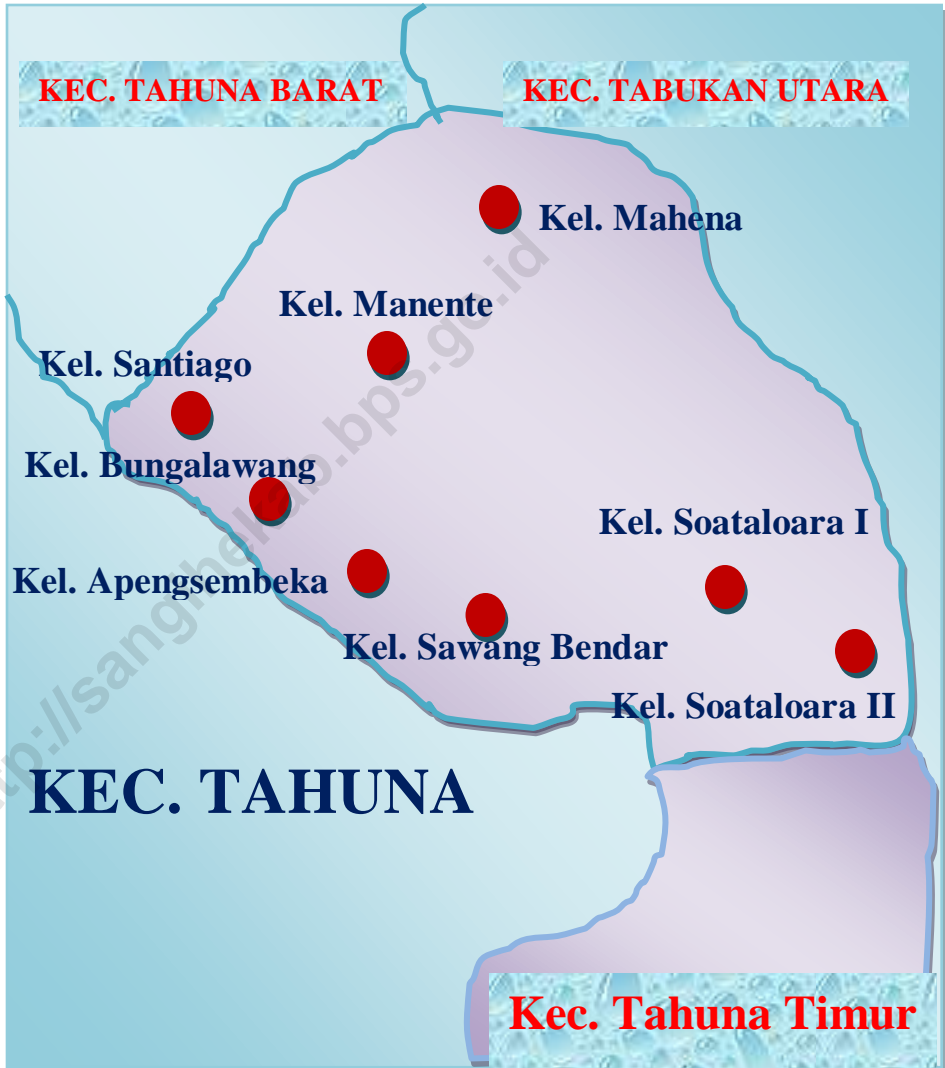 KEC. TAHUNA BARAT
KEC. TABUKAN UTARA
Kel. Mahena
Kel. Manente
Kel. Santiago
Kel. Bungalawang
Kel. Soataloara I
Kel. Apengsembeka
Kel. Sawang Bendar
Kel. Soataloara II
KEC. TAHUNA
Kec. Tahuna Timur